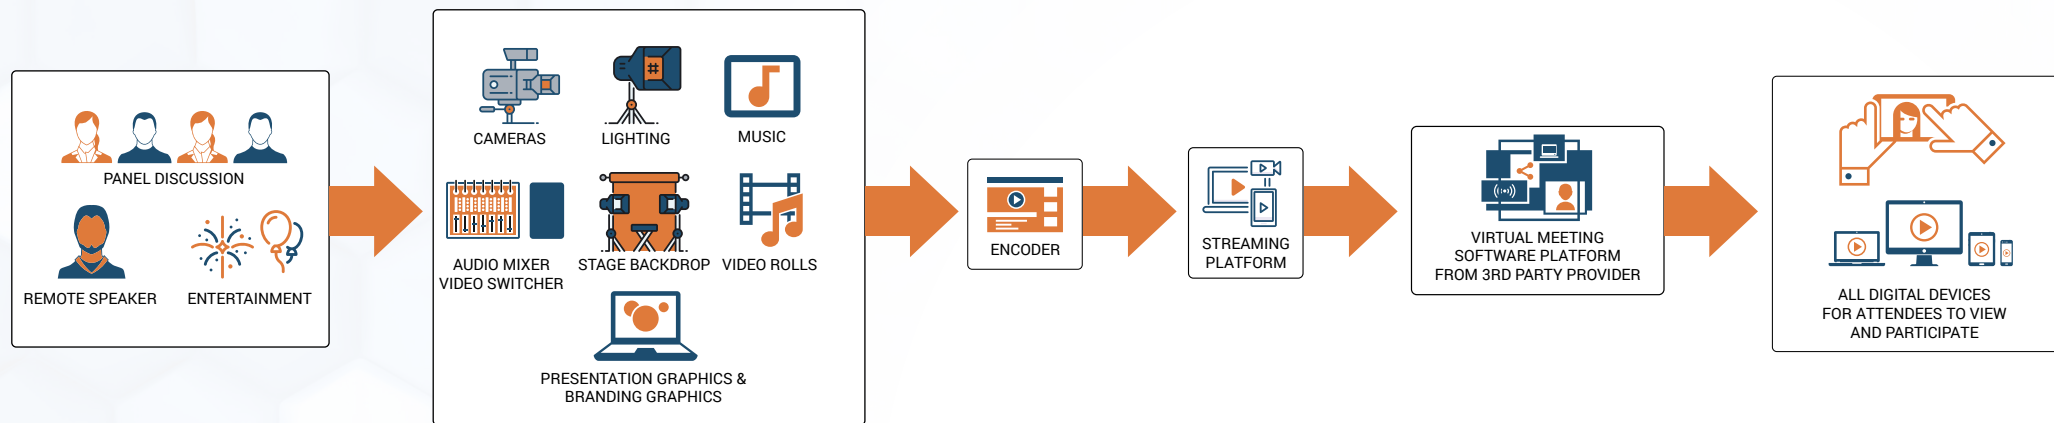 PANEL DISCUSSION
REMOTE SPEAKER
ENTERTAINMENT
CAMERAS
LIGHTING
MUSIC
AUDIO MIXER
VIDEO SWITCHER
STAGE BACKDROP
VIDEO ROLLS
PRESENTATION GRAPHICS &
BRANDING GRAPHICS
ENCODER
STREAMING
PLATFORM
VIRTUAL MEETING
SOFTWARE PLATFORM
FROM 3RD PARTY PROVIDER
ALL DIGITAL DEVICES
FOR ATTENDEES TO VIEW
AND PARTICIPATE